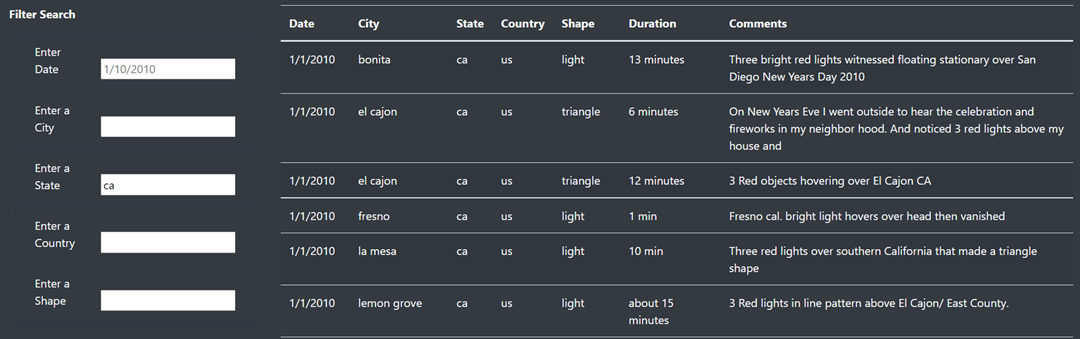 Filter Search
Enter
Date
1/10/2010
Enter a
City
Enter a
State
ca
Enter a
Country
Enter a
Shape
Date City State Country Shape Duration Comments
1/1/2010 bonita ca us light 13 minutes Three bright red lights witnessed floating stationary over San
Diego New Years Day 2010
1/1/2010 el cajon ca us triangle 6 minutes On New Years Eve I went outside to hear the celebration and
fireworks in my neighbor hood. And noticed 3 red lights above my
house and
1/1/2010 el cajon ca us triangle 12 minutes 3 Red objects hovering over El Cajon CA
1/1/2010 fresno ca us light 1 min Fresno cal. bright light hovers over head then vanished
1/1/2010 la mesa ca us light 10 min Three red lights over southern California that made a triangle
shape
1/1/2010 lemon grove ca us light about 15 3 Red lights in line pattern above El Cajon/ East County.
minutes